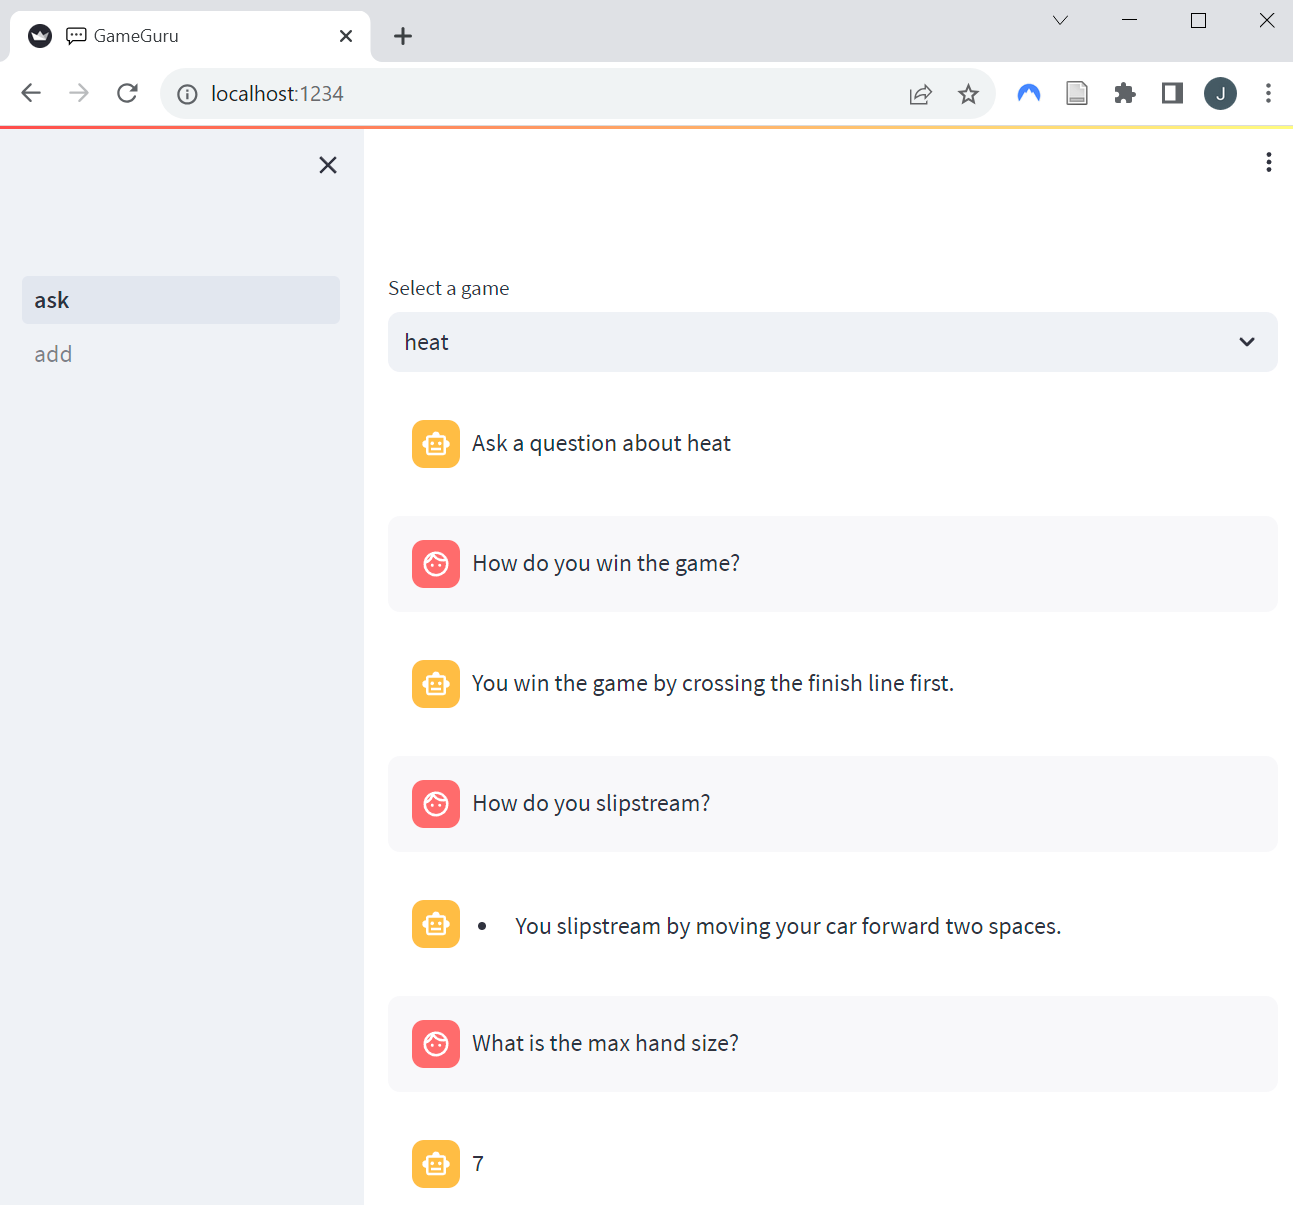 GameGuru
localhost:1234
J
ask
add
Select a game
heat
Ask a question about heat
How do you win the game?
You win the game by crossing the finish line first.
How do you slipstream?
• You slipstream by moving your car forward two spaces.
What is the max hand size?
7